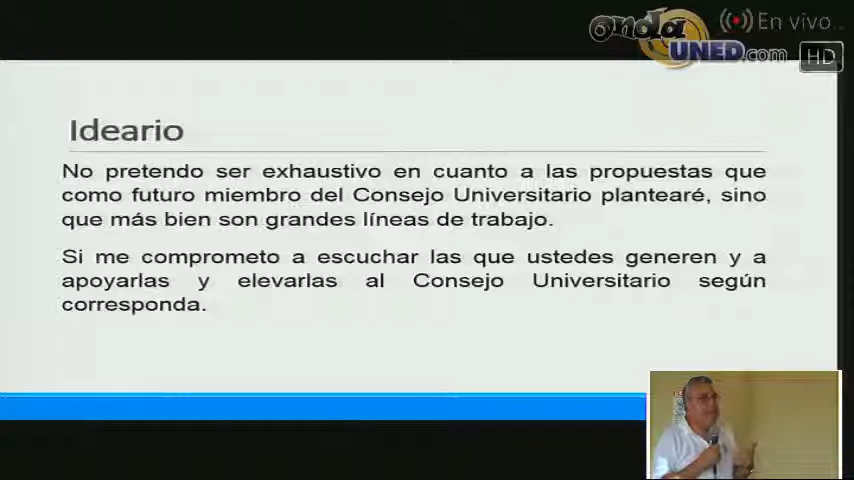 onda
UNED.com
En vivo...
HD
Ideario
No pretendo ser exhaustivo en cuanto a las propuestas que
como futuro miembro del Consejo Universitario plantearé, sino
que más bien son grandes líneas de trabajo.
Si me comprometo a escuchar las que ustedes generen y a
apoyarlas y elevarlas al Consejo Universitario según
corresponda.